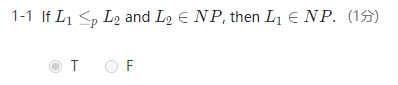 1-1 If L₁ ≤ₚ L₂ and L₂ ∈ NP, then L₁ ∈ NP. (1分)
T F